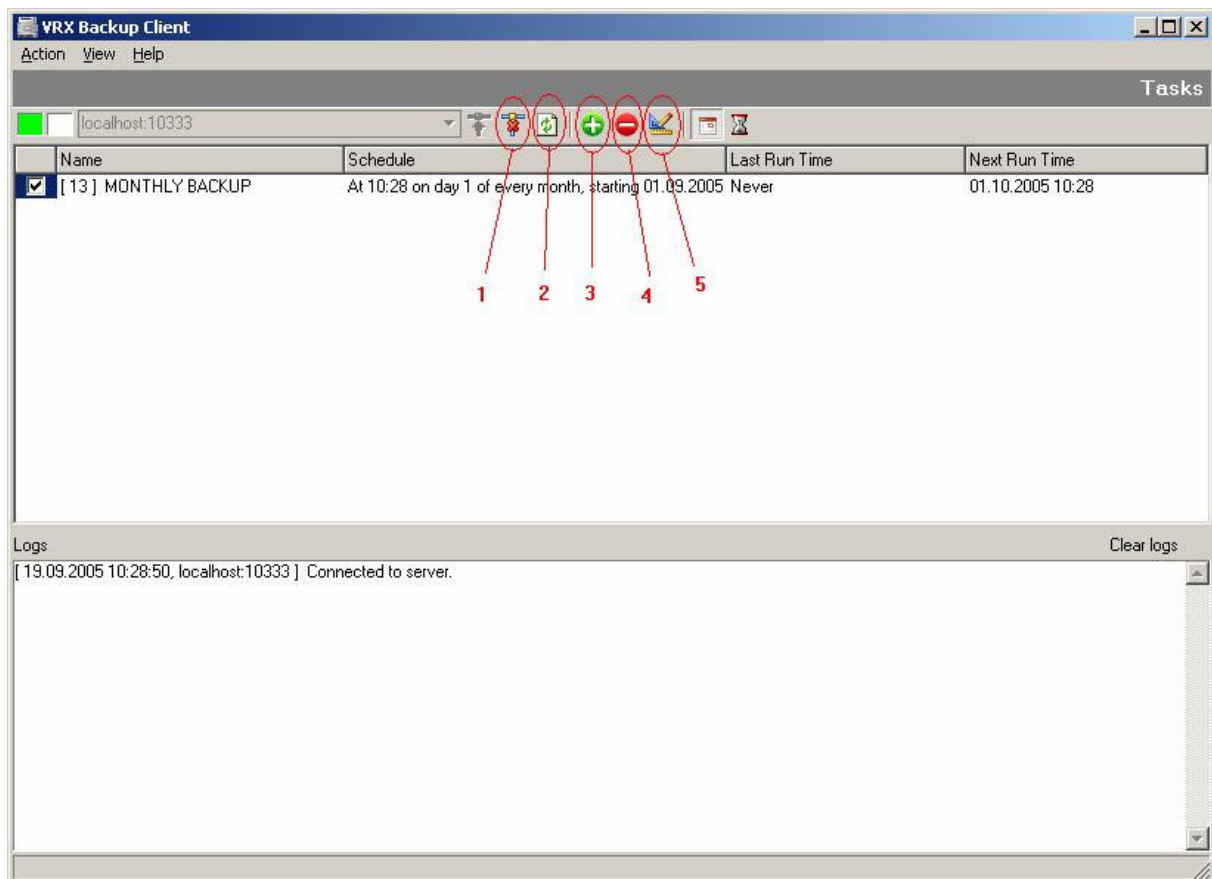 VRX Backup Client
Action View Help
Tasks
localhost:10333
Name Schedule Last Run Time Next Run Time
[ 13 ] MONTHLY BACKUP At 10:28 on day 1 of every month, starting 01.09.2005 Never 01.10.2005 10:28
1 2 3 4 5
Logs Clear logs
[ 19.09.2005 10:28:50, localhost:10333 ] Connected to server.